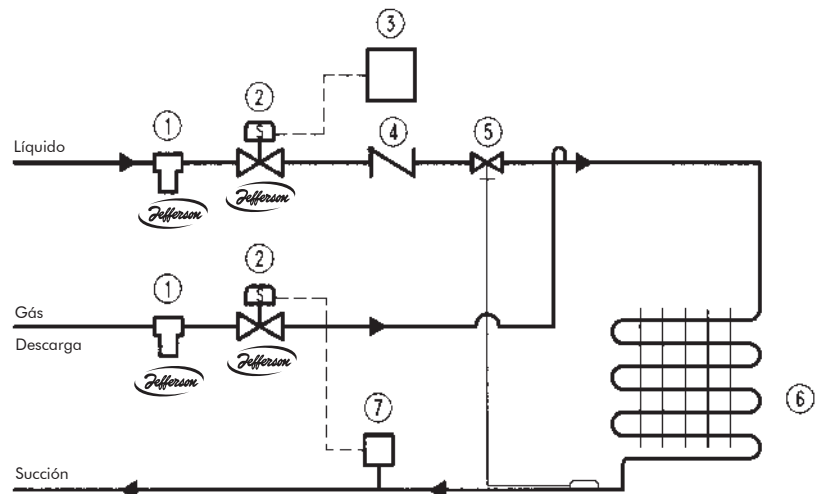 3
2
1
4
5
S
Líquido
Jefferson
Jefferson
2
1
S
Gás
Descarga
Jefferson
Jefferson
7
6
Succión